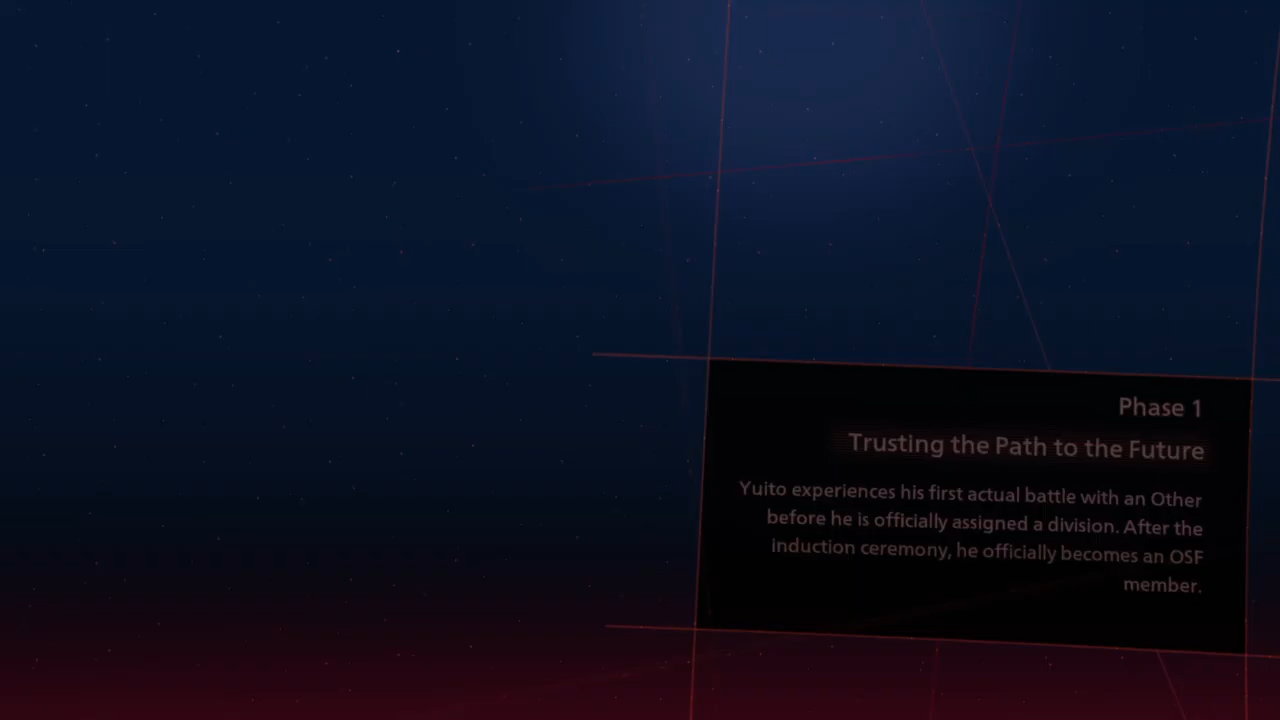 Phase 1
Trusting the Path to the Future
Yuito experiences his first actual battle with an Other
before he is officially assigned a division. After the
induction ceremony, he officially becomes an OSF
member.